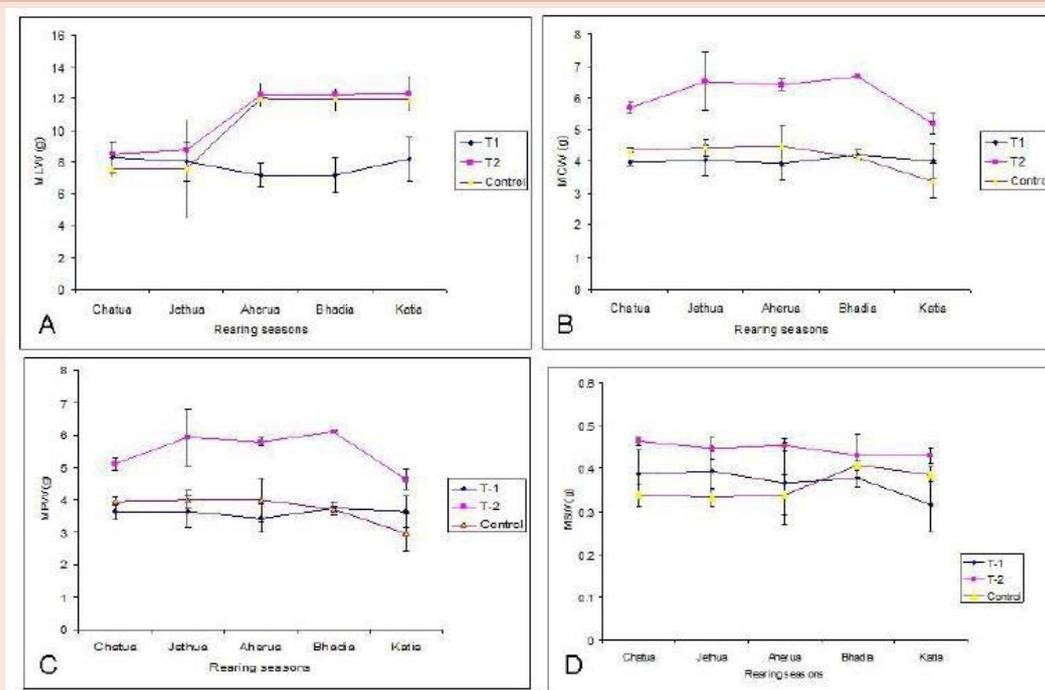 16
14
12
10
8
6
4
2
0
MLW (g)
Chatua Jethua Aherua Bhadia Katia
Rearing seasons
T1
T2
Control
A
8
7
6
5
4
3
2
1
0
MCW (g)
Chatua Jethua Aherua Bhadia Katia
Rearing seasons
T1
T2
Contro
B
8
7
6
5
4
3
2
1
0
MPW(g)
Chatua Jethua Aherua Bhadia Katia
Rearing seasons
T-1
T-2
Control
C
0.6
0.4
0.3
0.2
0.1
0
MSW(g)
Chatua Jethua Aherua Bhadia Katia
Rearing seasons
T-1
T-2
Control
D